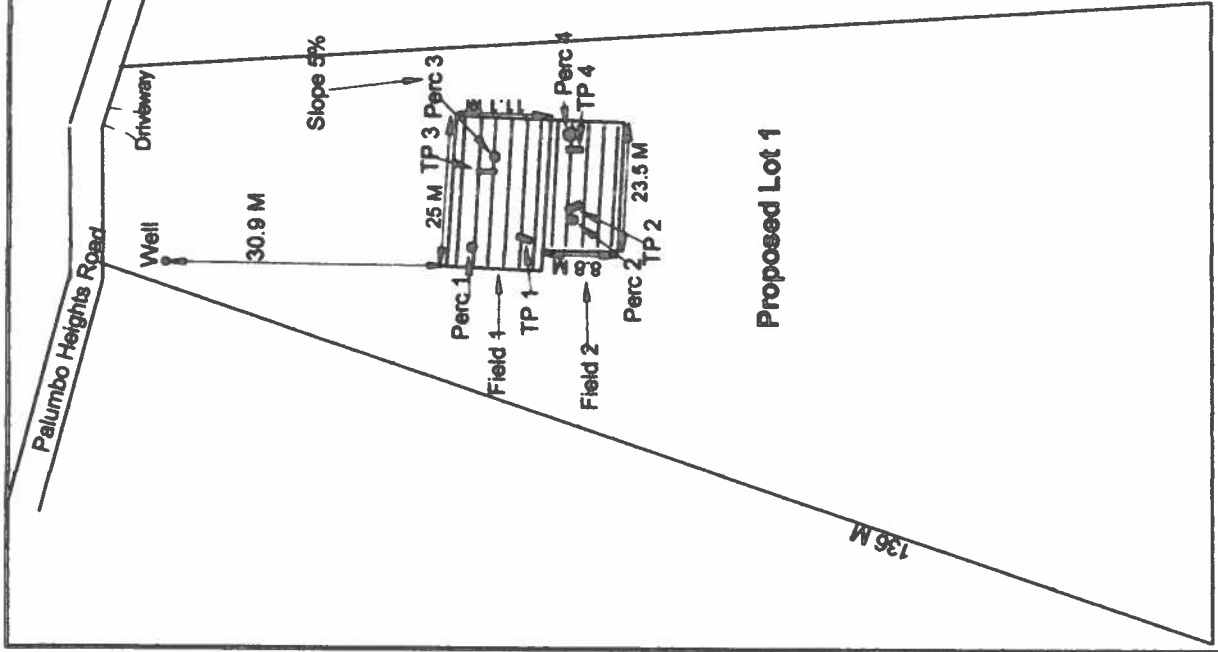 Palumbo Heights Road
Driveway
Well
30.9 M
Slope 5%
25 M
TP 3
Perc 3
Perc 1
Field 1
TP 1
Perc 4
TP 4
8.8 M
23.5 M
Field 2
Perc 2
TP 2
Proposed Lot 1
136 M